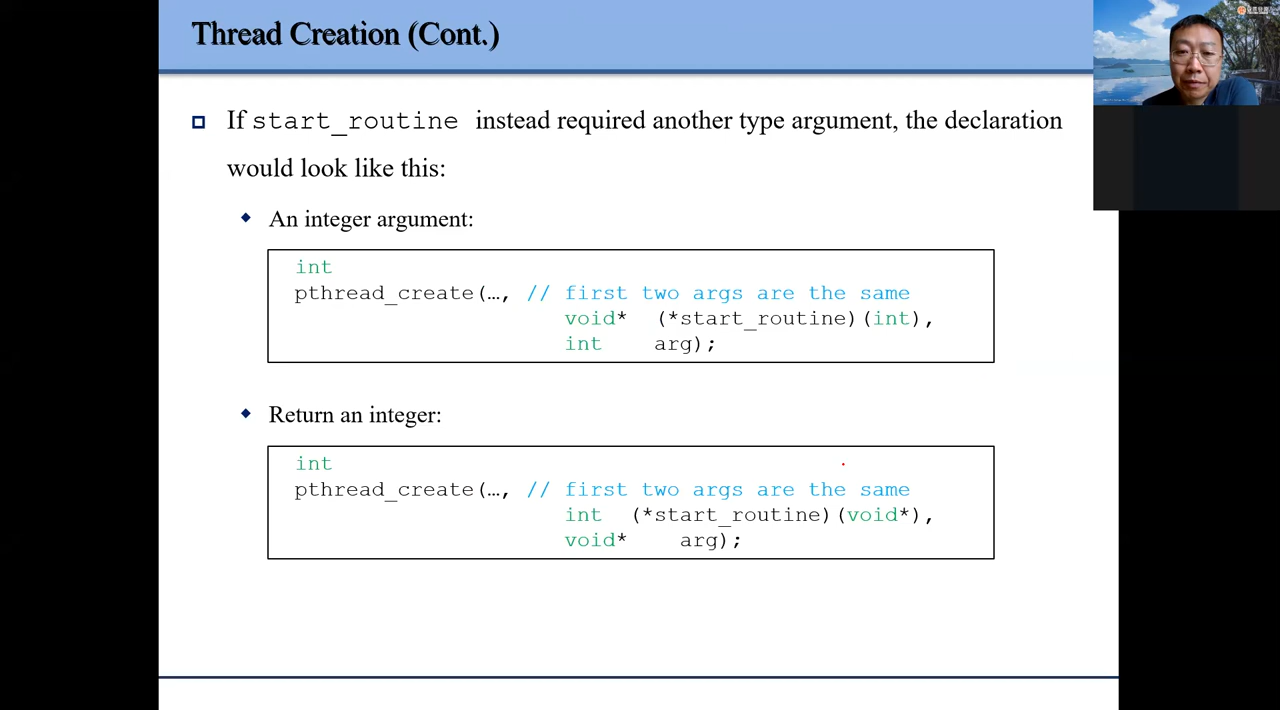 Thread Creation (Cont.)
If start_routine instead required another type argument, the declaration
would look like this:
An integer argument:
int
pthread_create(…, // first two args are the same
void* (*start_routine)(int),
int arg);
Return an integer:
int
pthread_create(…, // first two args are the same
int (*start_routine)(void*),
void* arg);